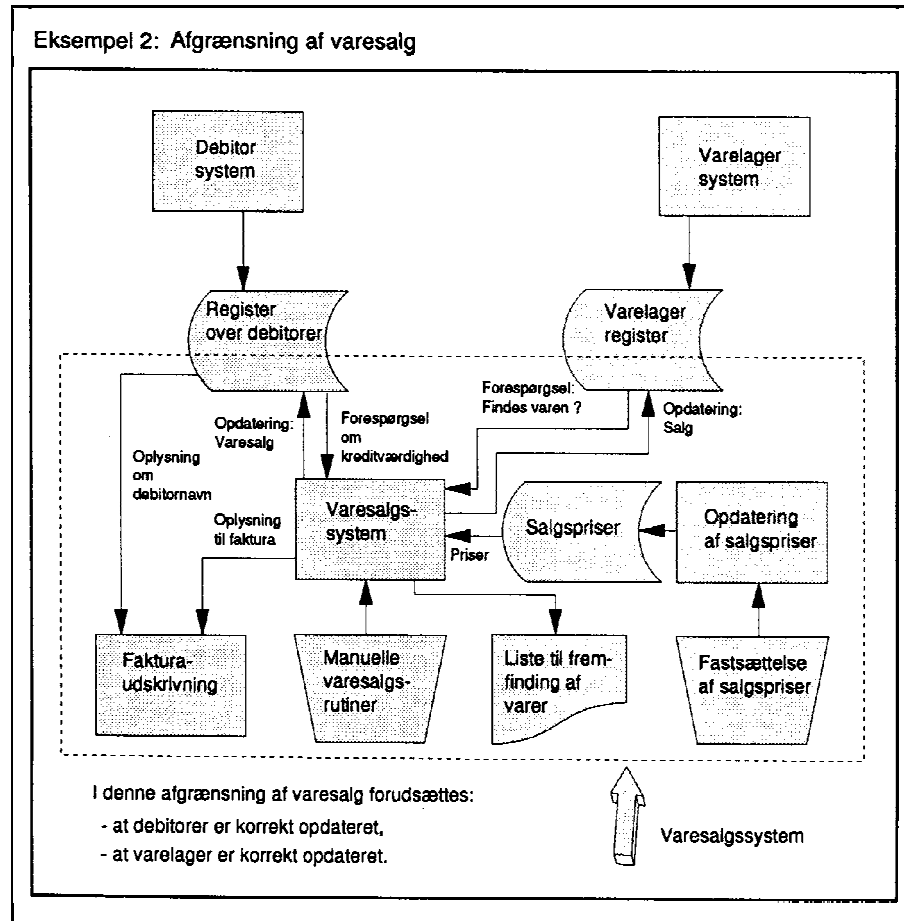 Eksempel 2: Afgrænsning af varesalg
Debitor
system
Varelager
system
Register
over debitorer
Varelager
register
Forespørgsel:
Findes varen ?
Opdatering:
Salg
Opdatering:
Varesalg
Forespørgsel
om
kreditværdighed
Oplysning
om
debitornavn
Oplysning
til faktura
Varesalgs-
system
Priser
Salgspriser
Opdatering
af salgspriser
Faktura-
udskrivning
Manuelle
varesalgs-
rutiner
Liste til frem-
finding af
varer
Fastsættelse
af salgspriser
I denne afgrænsning af varesalg forudsættes:
- at debitorer er korrekt opdateret,
- at varelager er korrekt opdateret.
Varesalgssystem